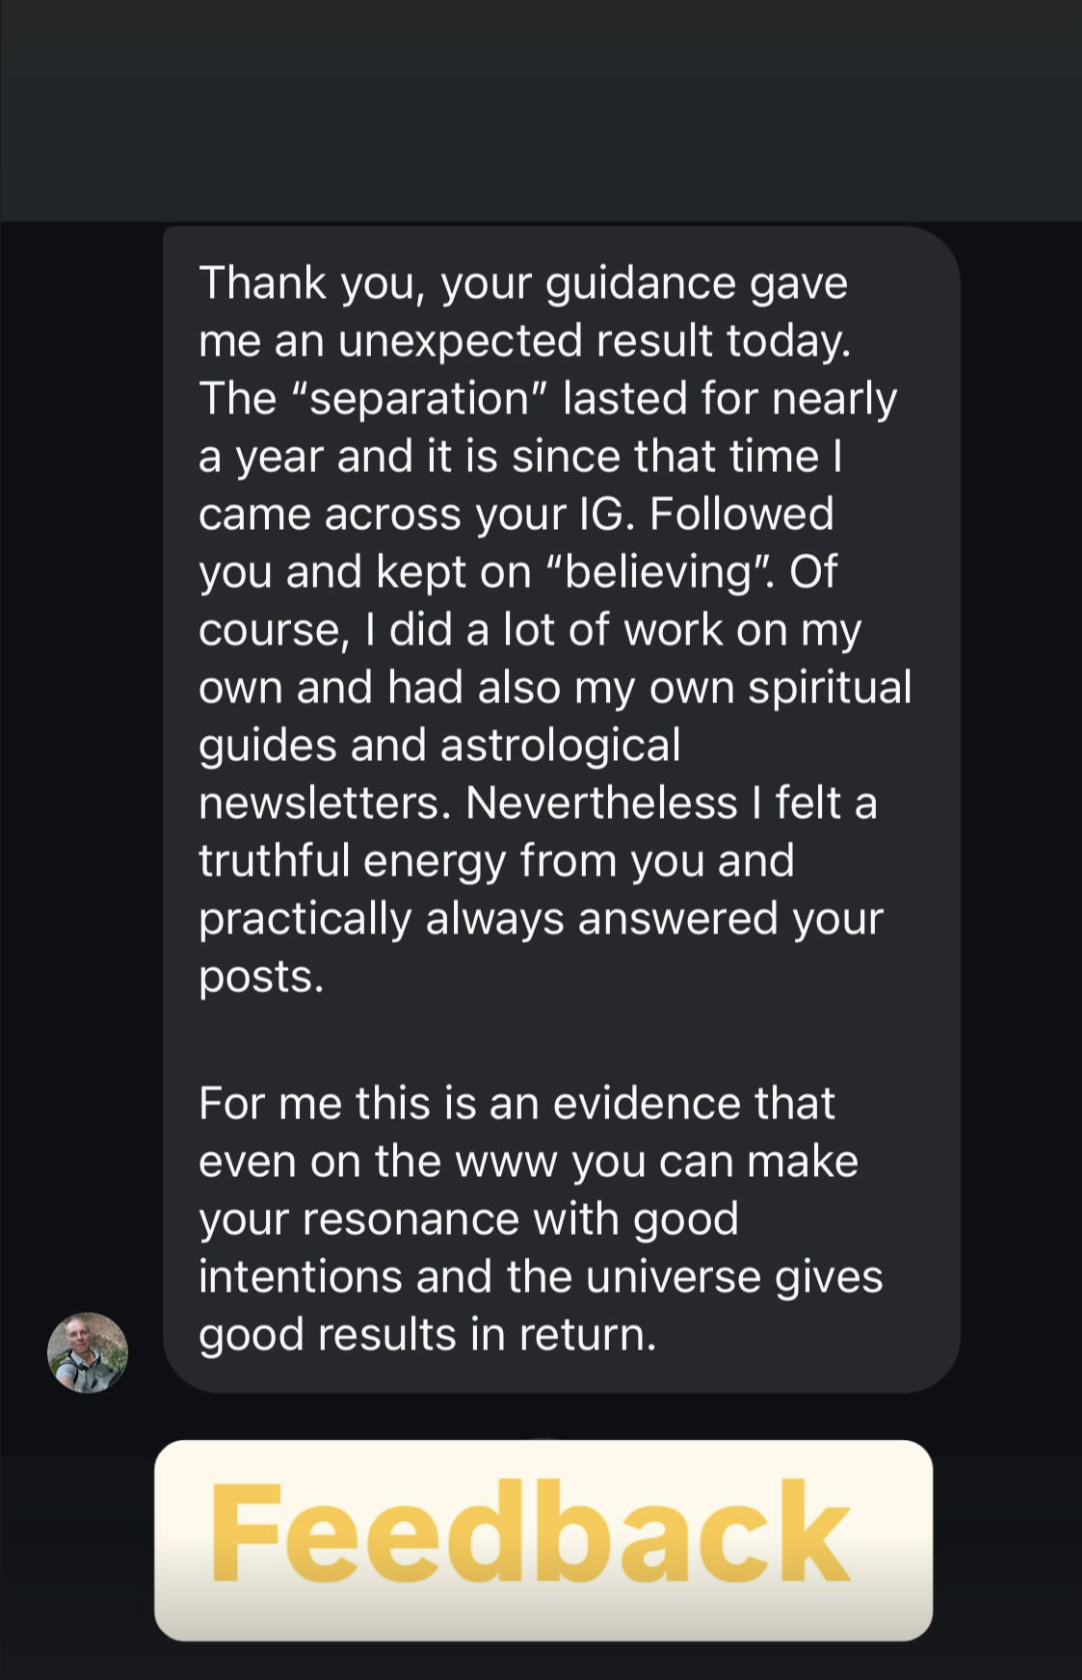 Thank you, your guidance gave
me an unexpected result today.
The “separation” lasted for nearly
a year and it is since that time I
came across your IG. Followed
you and kept on “believing”. Of
course, I did a lot of work on my
own and had also my own spiritual
guides and astrological
newsletters. Nevertheless I felt a
truthful energy from you and
practically always answered your
posts.
For me this is an evidence that
even on the www you can make
your resonance with good
intentions and the universe gives
good results in return.
Feedback